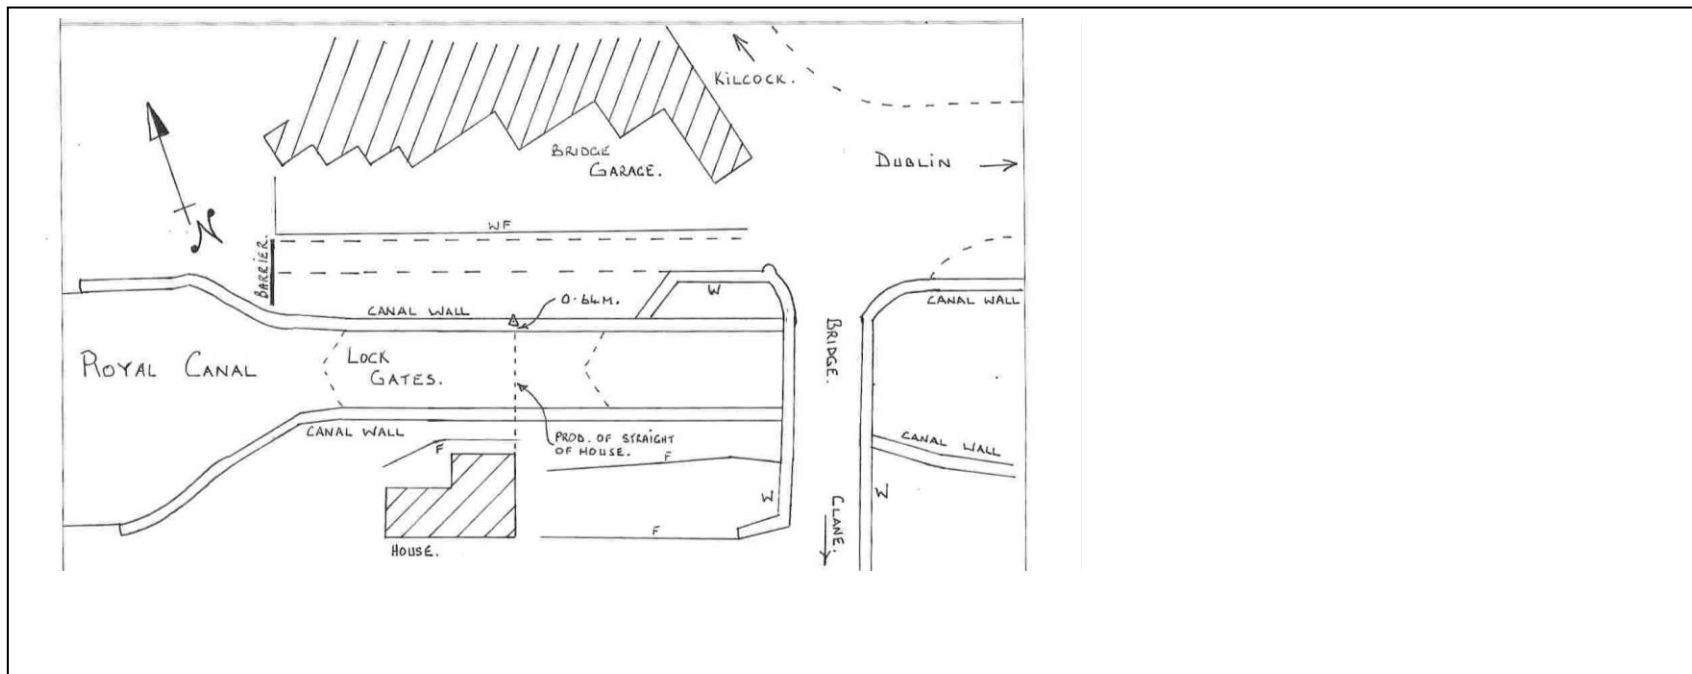 KILCOCK.
BRIDGE
GARAGE.
DUBLIN
N
WF
BARRIER.
0.64M.
W
CANAL WALL
CANAL WALL
BRIDGE.
ROYAL CANAL
LOCK
GATES.
CANAL WALL
PROD. OF STRAIGHT
OF HOUSE.
CANAL WALL
F
F
W
W
CLANE.
F
HOUSE.